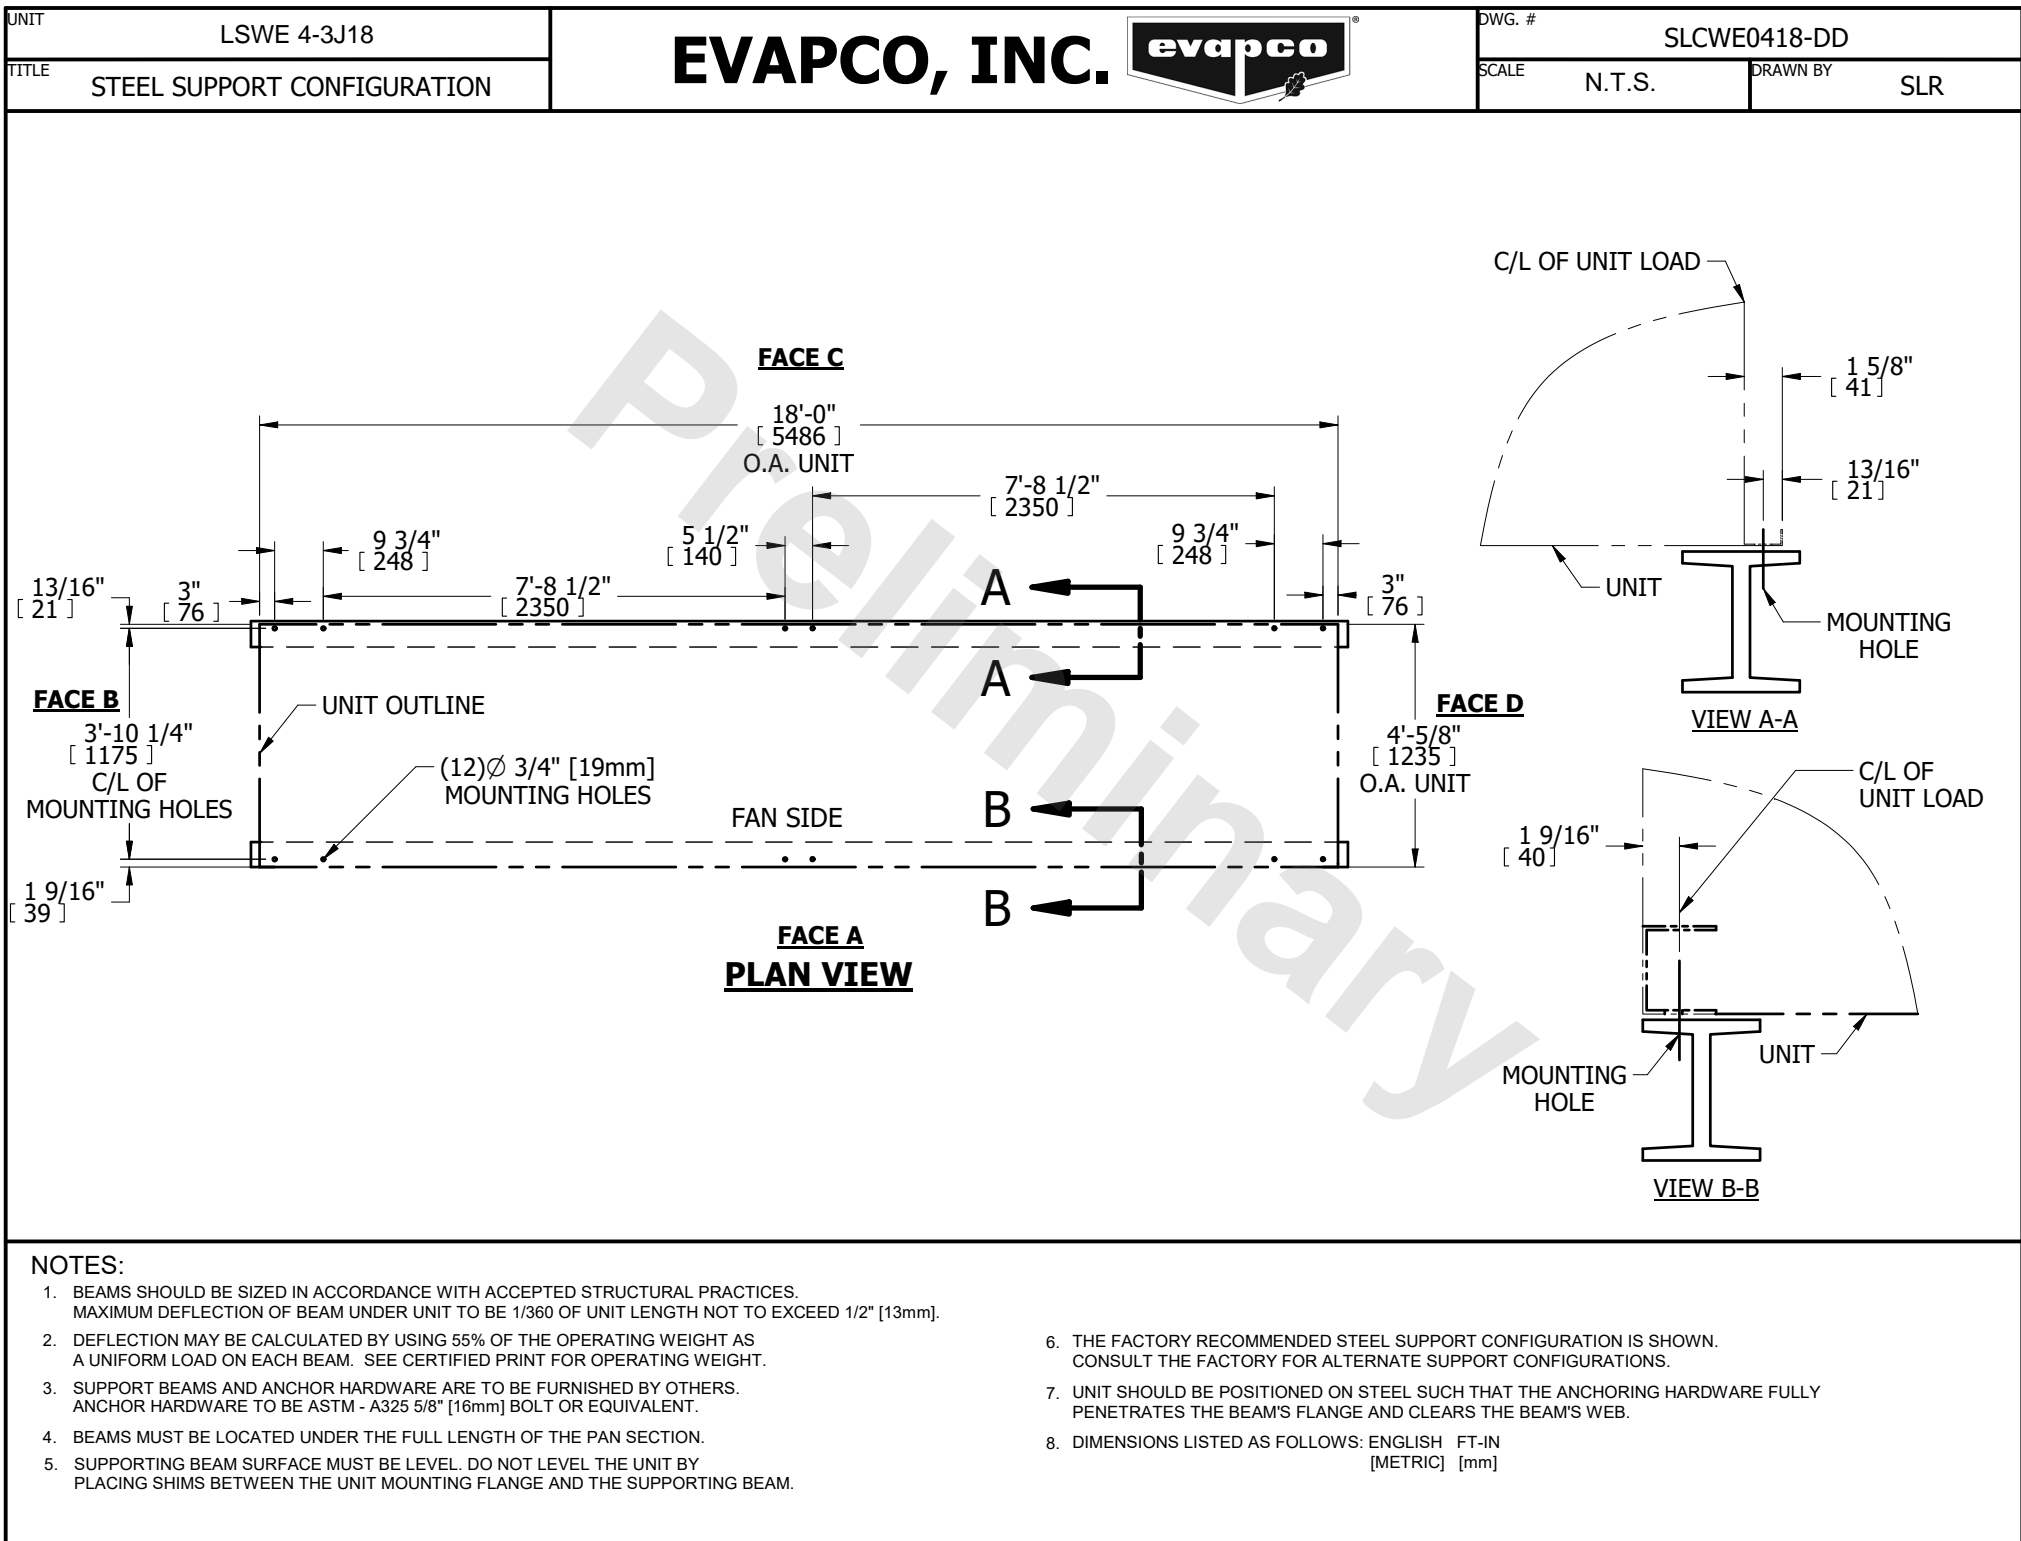 UNIT
LSWE 4-3J18
TITLE
STEEL SUPPORT CONFIGURATION
EVAPCO, INC.
evapco
®
DWG. #
SLCWE0418-DD
SCALE
N.T.S.
DRAWN BY
SLR
FACE C
18'-0"
[ 5486 ]
O.A. UNIT
7'-8 1/2"
[ 2350 ]
9 3/4"
[ 248 ]
5 1/2"
[ 140 ]
9 3/4"
[ 248 ]
13/16"
[ 21 ]
3"
[ 76 ]
7'-8 1/2"
[ 2350 ]
3"
[ 76 ]
A
A
FACE B
UNIT OUTLINE
3'-10 1/4"
[ 1175 ]
C/L OF
MOUNTING HOLES
(12)Ø 3/4" [19mm]
MOUNTING HOLES
FAN SIDE
B
B
FACE D
4'-5/8"
[ 1235 ]
O.A. UNIT
1 9/16"
[ 39 ]
FACE A
PLAN VIEW
Preliminary
C/L OF UNIT LOAD
1 5/8"
[ 41 ]
13/16"
[ 21 ]
UNIT
MOUNTING
HOLE
VIEW A-A
C/L OF
UNIT LOAD
1 9/16"
[ 40 ]
UNIT
MOUNTING
HOLE
VIEW B-B
NOTES:
1. BEAMS SHOULD BE SIZED IN ACCORDANCE WITH ACCEPTED STRUCTURAL PRACTICES.
MAXIMUM DEFLECTION OF BEAM UNDER UNIT TO BE 1/360 OF UNIT LENGTH NOT TO EXCEED 1/2" [13mm].
2. DEFLECTION MAY BE CALCULATED BY USING 55% OF THE OPERATING WEIGHT AS
A UNIFORM LOAD ON EACH BEAM. SEE CERTIFIED PRINT FOR OPERATING WEIGHT.
3. SUPPORT BEAMS AND ANCHOR HARDWARE ARE TO BE FURNISHED BY OTHERS.
ANCHOR HARDWARE TO BE ASTM - A325 5/8" [16mm] BOLT OR EQUIVALENT.
4. BEAMS MUST BE LOCATED UNDER THE FULL LENGTH OF THE PAN SECTION.
5. SUPPORTING BEAM SURFACE MUST BE LEVEL. DO NOT LEVEL THE UNIT BY
PLACING SHIMS BETWEEN THE UNIT MOUNTING FLANGE AND THE SUPPORTING BEAM.
6. THE FACTORY RECOMMENDED STEEL SUPPORT CONFIGURATION IS SHOWN.
CONSULT THE FACTORY FOR ALTERNATE SUPPORT CONFIGURATIONS.
7. UNIT SHOULD BE POSITIONED ON STEEL SUCH THAT THE ANCHORING HARDWARE FULLY
PENETRATES THE BEAM'S FLANGE AND CLEARS THE BEAM'S WEB.
8. DIMENSIONS LISTED AS FOLLOWS: ENGLISH FT-IN
[METRIC] [mm]